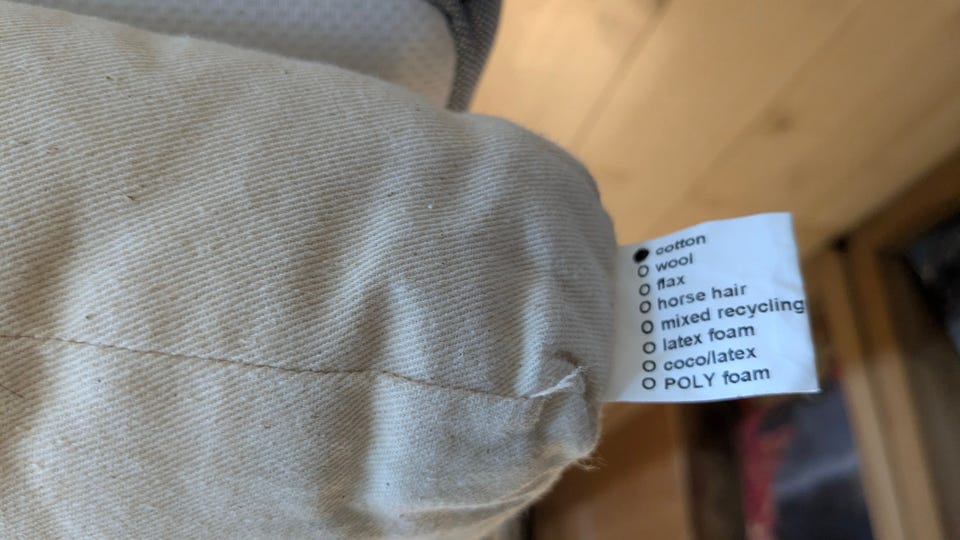 ● cotton
O wool
O flax
O horse hair
O mixed recycling
O latex foam
O coco/latex
O POLY foam